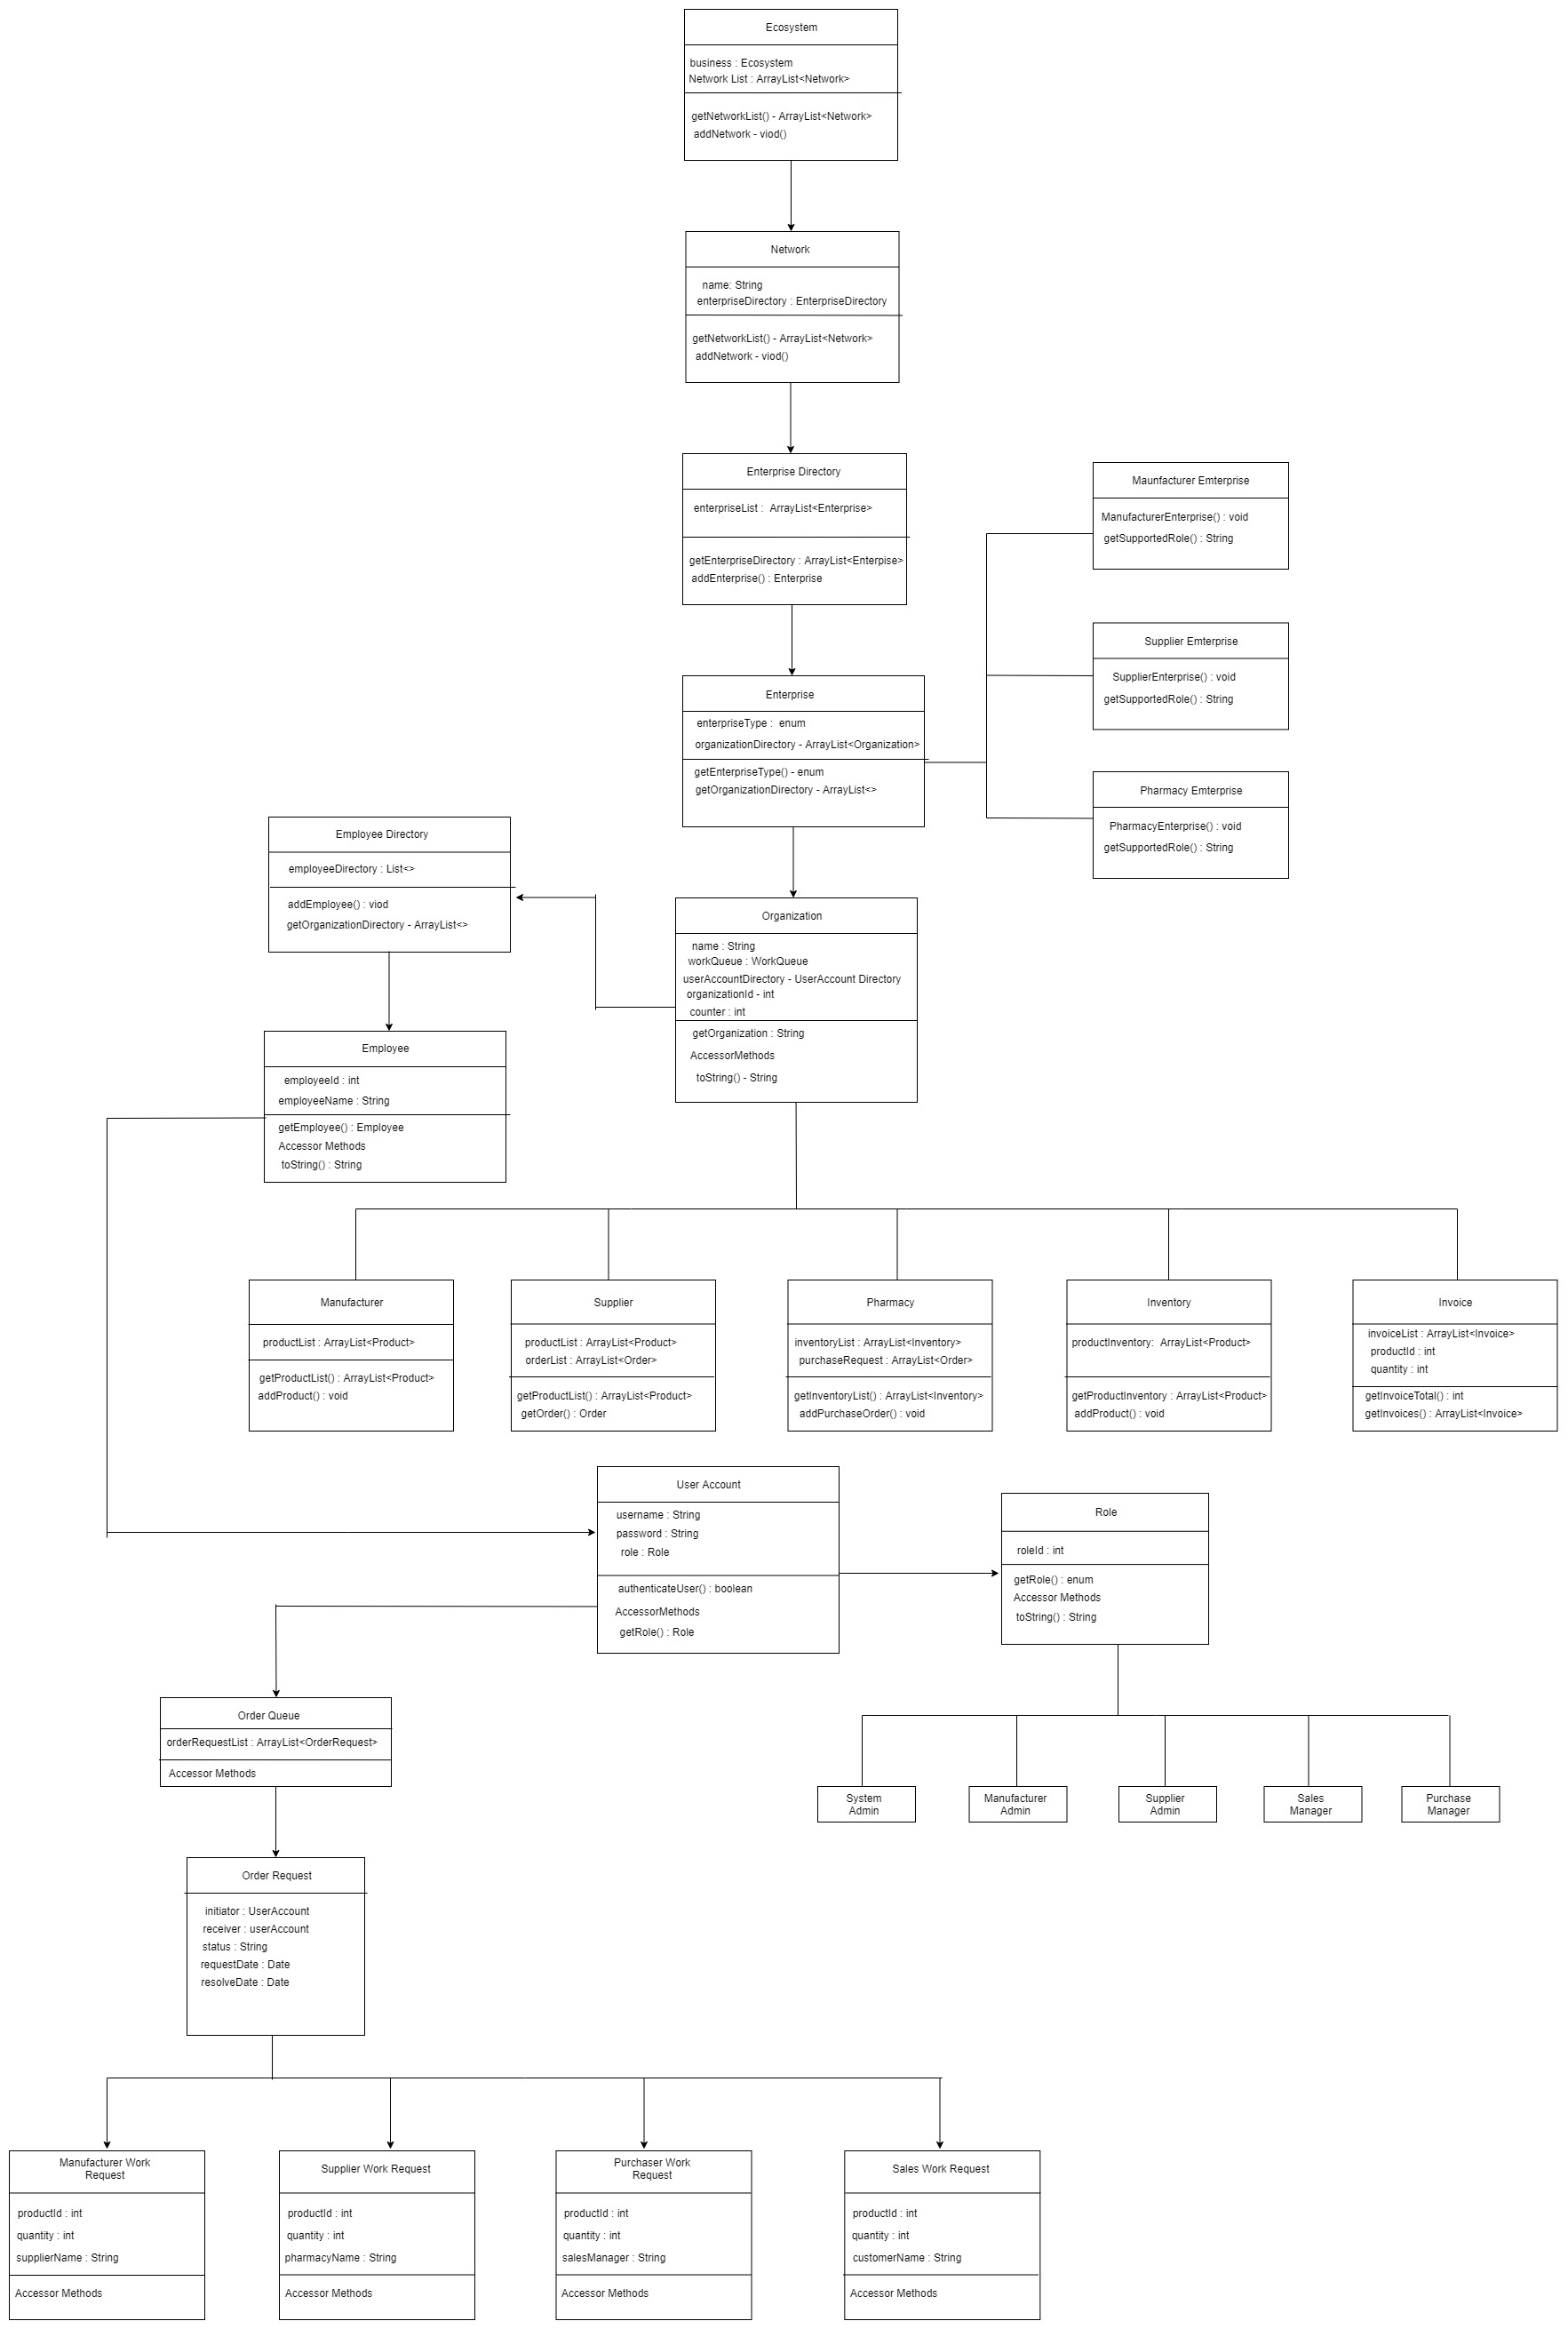 Ecosystem
business : Ecosystem
Network List : ArrayList<Network>
getNetworkList() - ArrayList<Network>
addNetwork - viod()
Network
name: String
enterpriseDirectory : EnterpriseDirectory
getNetworkList() - ArrayList<Network>
addNetwork - viod()
Enterprise Directory
enterpriseList :  ArrayList<Enterprise>
getEnterpriseDirectory : ArrayList<Enterpise>
addEnterprise() : Enterprise
Maunfacturer Emterprise
ManufacturerEnterprise() : void
getSupportedRole() : String
Supplier Emterprise
SupplierEnterprise() : void
getSupportedRole() : String
Enterprise
enterpriseType :  enum
organizationDirectory - ArrayList<Organization>
getEnterpriseType() - enum
getOrganizationDirectory - ArrayList<>
Pharmacy Emterprise
PharmacyEnterprise() : void
getSupportedRole() : String
Employee Directory
employeeDirectory : List<>
addEmployee() : viod
getOrganizationDirectory - ArrayList<>
Organization
name : String
workQueue : WorkQueue
userAccountDirectory - UserAccount Directory
organizationId - int
counter : int
getOrganization : String
AccessorMethods
toString() - String
Employee
employeeId : int
employeeName : String
getEmployee() : Employee
Accessor Methods
toString() : String
Manufacturer
productList : ArrayList<Product>
getProductList() : ArrayList<Product>
addProduct() : void
Supplier
productList : ArrayList<Product>
orderList : ArrayList<Order>
getProductList() : ArrayList<Product>
getOrder() : Order
Pharmacy
inventoryList : ArrayList<Inventory>
purchaseRequest : ArrayList<Order>
getInventoryList() : ArrayList<Inventory>
addPurchaseOrder() : void
Inventory
productInventory:  ArrayList<Product>
getProductInventory : ArrayList<Product>
addProduct() : void
Invoice
invoiceList : ArrayList<Invoice>
productId : int
quantity : int
getInvoiceTotal() : int
getInvoices() : ArrayList<Invoice>
User Account
username : String
password : String
role : Role
authenticateUser() : boolean
AccessorMethods
getRole() : Role
Role
roleId : int
getRole() : enum
Accessor Methods
toString() : String
Order Queue
orderRequestList : ArrayList<OrderRequest>
Accessor Methods
System
Admin
Manufacturer
Admin
Supplier
Admin
Sales
Manager
Purchase
Manager
Order Request
initiator : UserAccount
receiver : userAccount
status : String
requestDate : Date
resolveDate : Date
Manufacturer Work
Request
productId : int
quantity : int
supplierName : String
Accessor Methods
Supplier Work Request
productId : int
quantity : int
pharmacyName : String
Accessor Methods
Purchaser Work
Request
productId : int
quantity : int
salesManager : String
Accessor Methods
Sales Work Request
productId : int
quantity : int
customerName : String
Accessor Methods